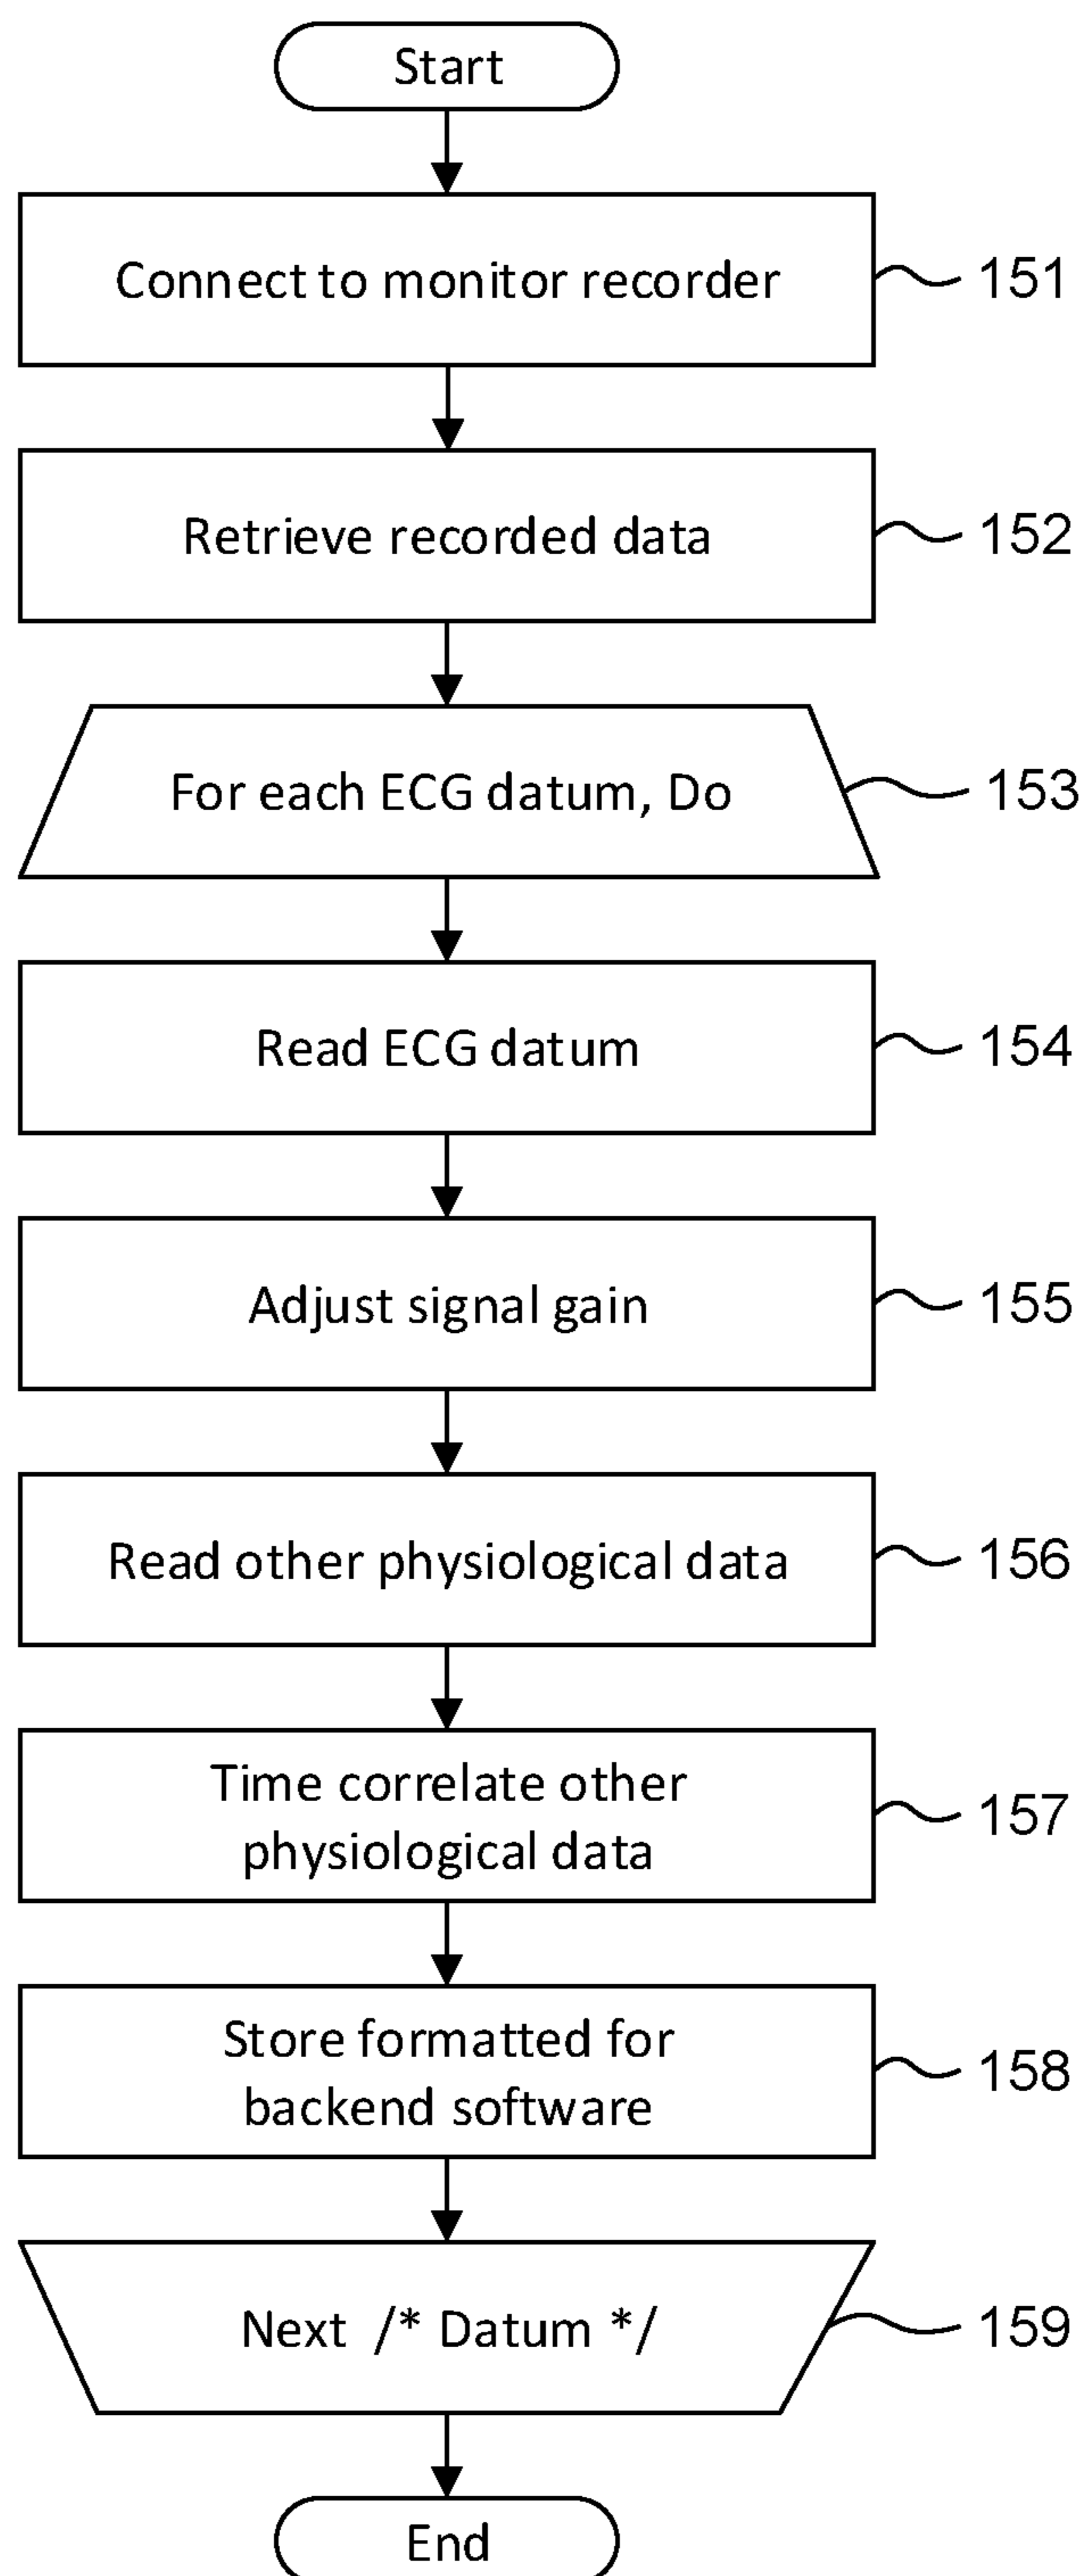 Start
Connect to monitor recorder
151
Retrieve recorded data
152
For each ECG datum, Do
153
Read ECG datum
154
Adjust signal gain
155
Read other physiological data
156
Time correlate other
physiological data
157
Store formatted for
backend software
158
Next /* Datum */
159
End